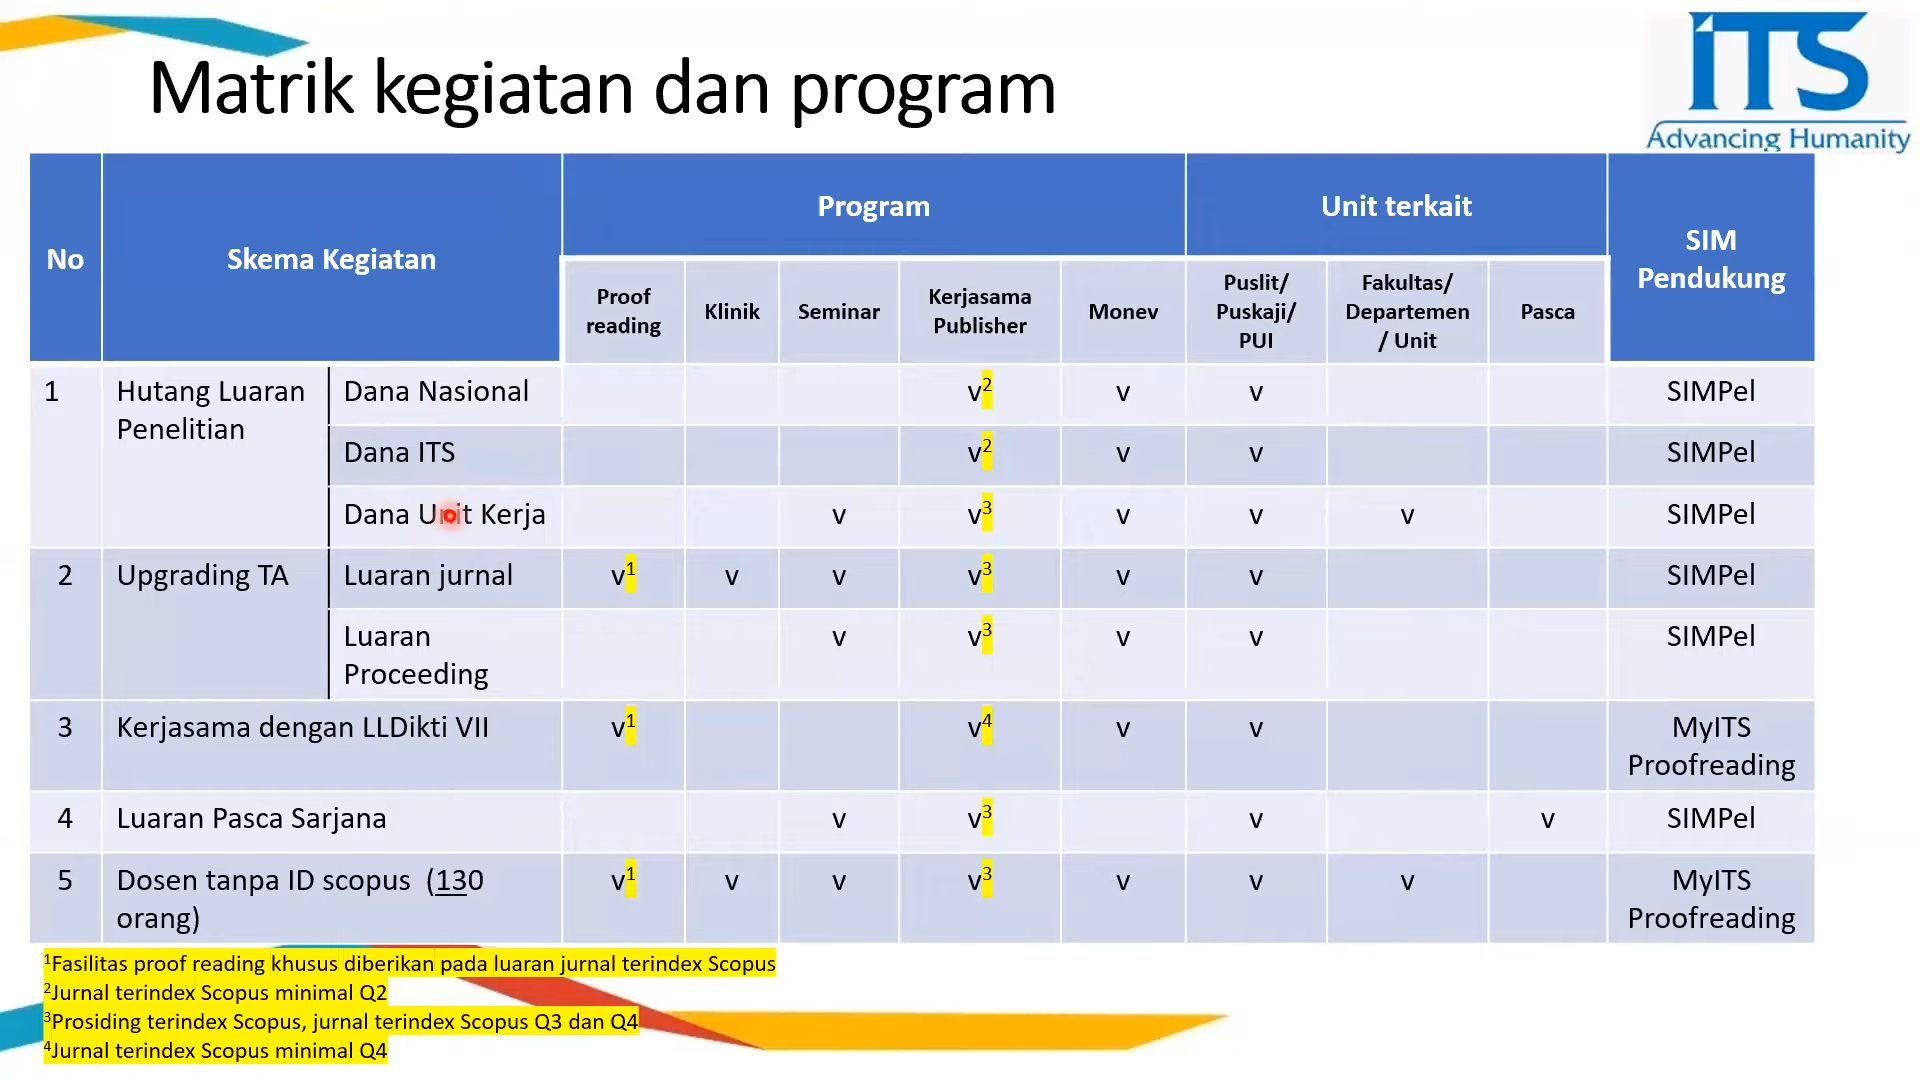 Matrik kegiatan dan program
ITS
Advancing Humanity
No
Skema Kegiatan
Program
Unit terkait
SIM
Pendukung
Proof
reading
Klinik
Seminar
Kerjasama
Publisher
Monev
Puslit/
Puskaji/
PUI
Fakultas/
Departemen
/ Unit
Pasca
1 Hutang Luaran Dana Nasional v² v v SIMPel
Penelitian
Dana ITS v² v v SIMPel
Dana Unit Kerja v v³ v v v SIMPel
2 Upgrading TA Luaran jurnal v¹ v v v³ v v SIMPel
Luaran v v³ v v SIMPel
Proceeding
3 Kerjasama dengan LLDikti VII v¹ v⁴ v v MyITS
Proofreading
4 Luaran Pasca Sarjana v v³ v v SIMPel
5 Dosen tanpa ID scopus (130 v¹ v v v³ v v v MyITS
orang) Proofreading
¹Fasilitas proof reading khusus diberikan pada luaran jurnal terindex Scopus
²Jurnal terindex Scopus minimal Q2
³Prosiding terindex Scopus, jurnal terindex Scopus Q3 dan Q4
⁴Jurnal terindex Scopus minimal Q4